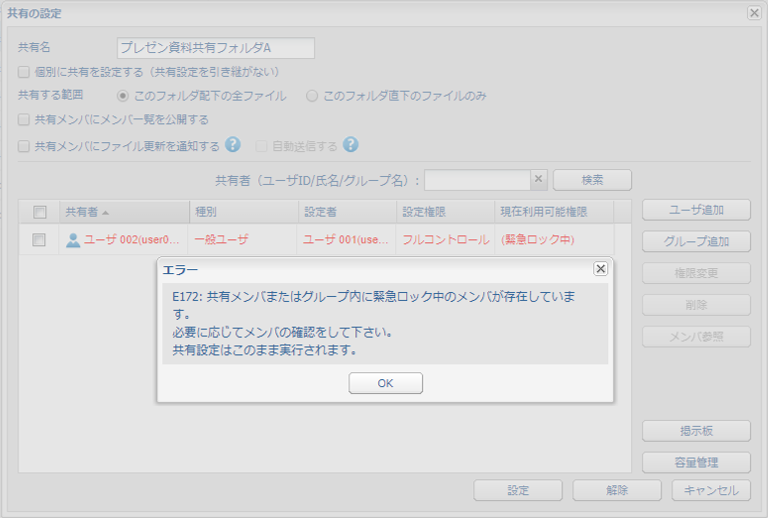 共有の設定
共有名
プレゼン資料共有フォルダA
個別に共有を設定する（共有設定を引き継がない）
共有する範囲 このフォルダ配下の全ファイル このフォルダ直下のファイルのみ
共有メンバにメンバ一覧を公開する
共有メンバにファイル更新を通知する ? 自動送信する ?
共有者（ユーザID/氏名/グループ名）： 検索
共有者 種別 設定者 設定権限 現在利用可能権限
ユーザ 002(user0... 一般ユーザ ユーザ 001(use... フルコントロール (緊急ロック中)
ユーザ追加
グループ追加
権限変更
削除
メンバ参照
エラー
E172: 共有メンバまたはグループ内に緊急ロック中のメンバが存在していま
す。
必要に応じてメンバの確認をして下さい。
共有設定はこのまま実行されます。
OK
掲示板
容量管理
設定 解除 キャンセル